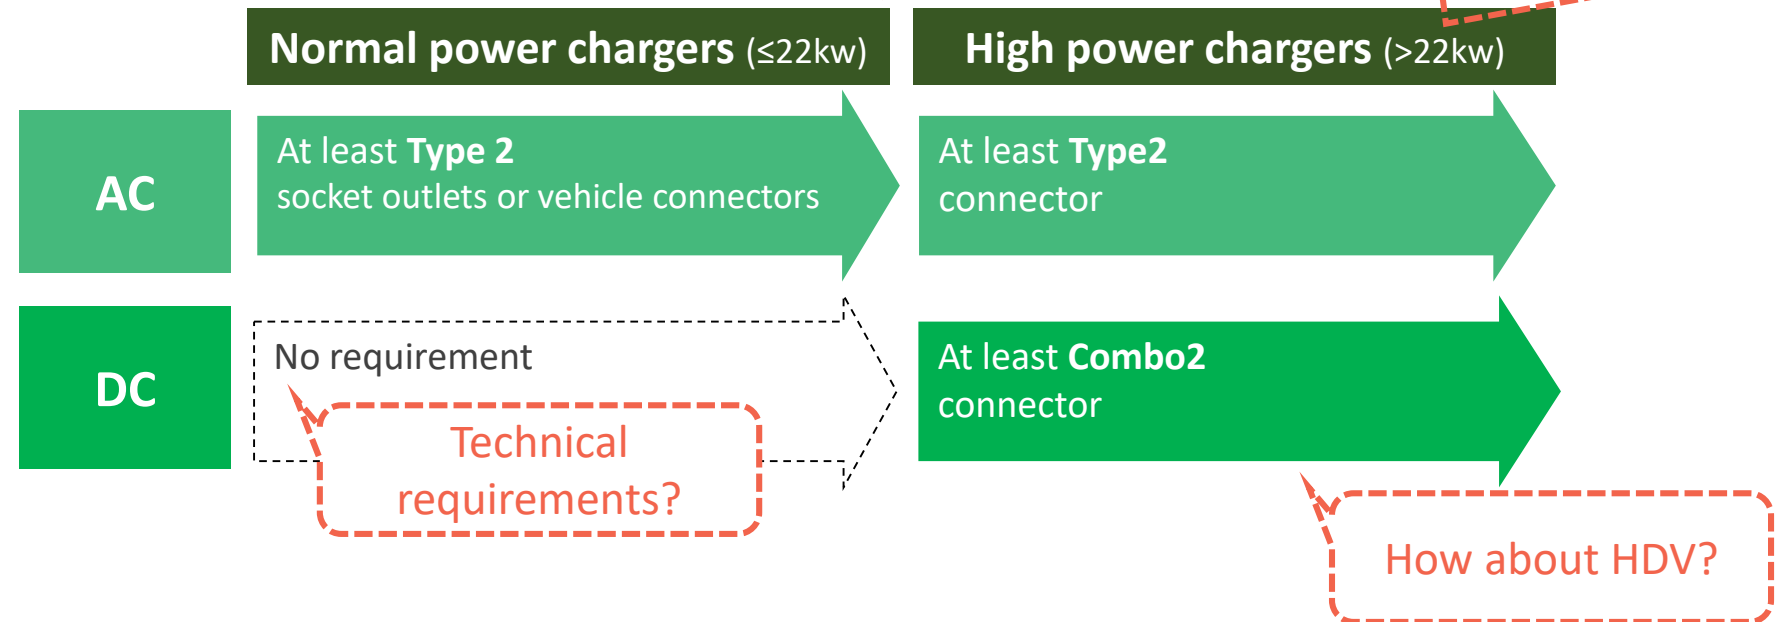 Normal power chargers (≤22kw)
High power chargers (>22kw)
AC
At least Type 2
socket outlets or vehicle connectors
At least Type2
connector
DC
No requirement
Technical
requirements?
At least Combo2
connector
How about HDV?